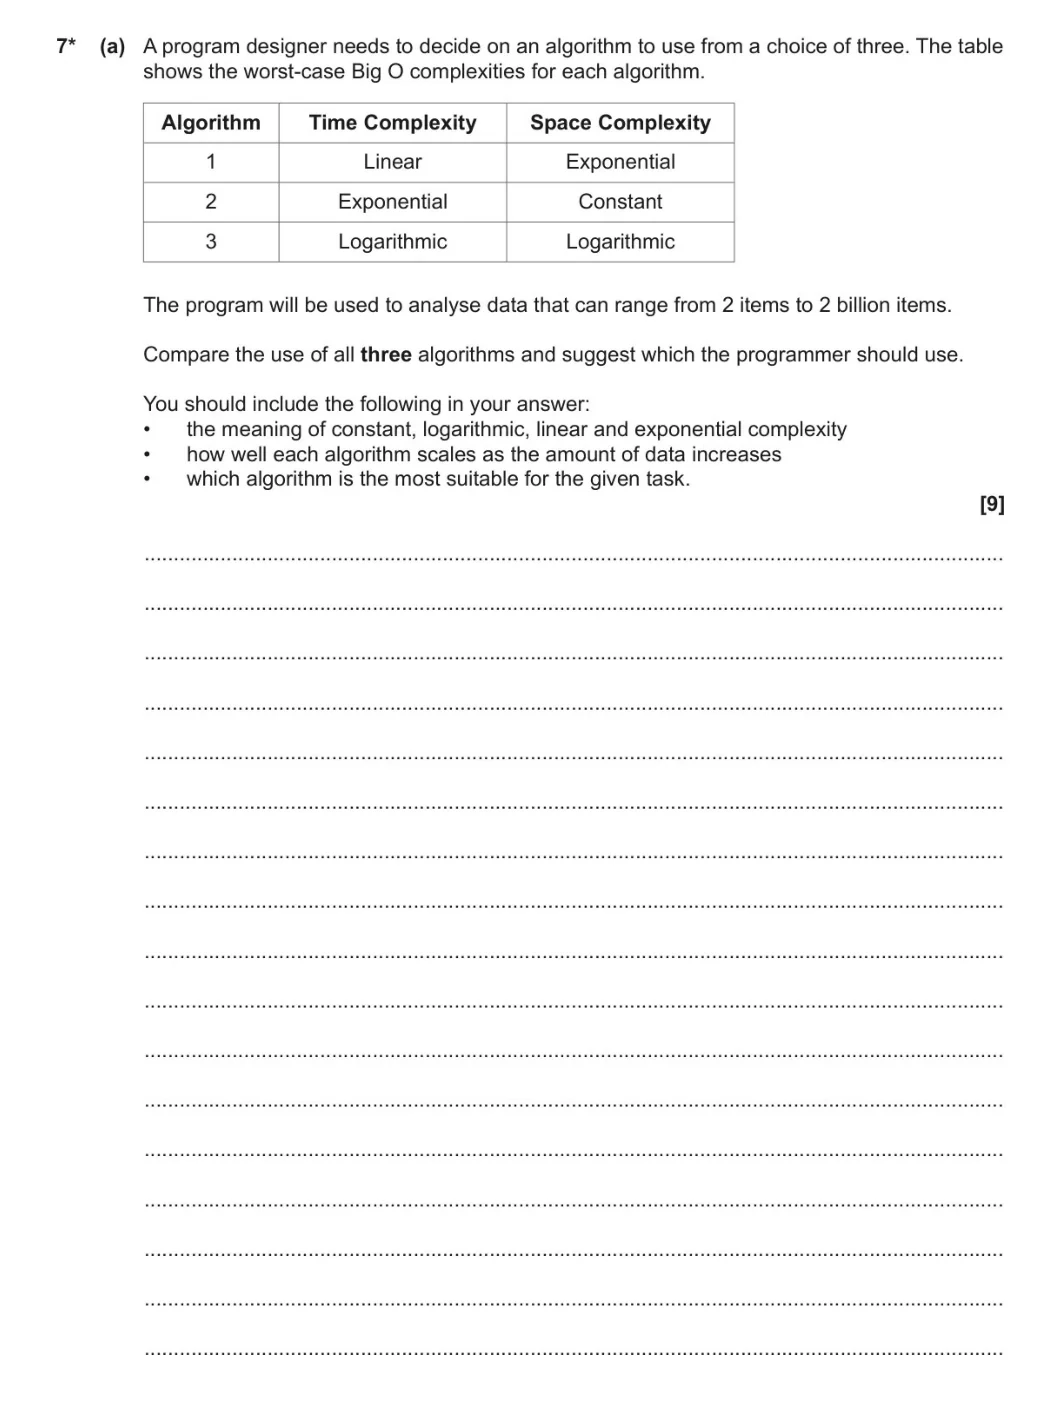 7* (a) A program designer needs to decide on an algorithm to use from a choice of three. The table
shows the worst-case Big O complexities for each algorithm.
Algorithm Time Complexity Space Complexity
1 Linear Exponential
2 Exponential Constant
3 Logarithmic Logarithmic
The program will be used to analyse data that can range from 2 items to 2 billion items.
Compare the use of all three algorithms and suggest which the programmer should use.
You should include the following in your answer:
• the meaning of constant, logarithmic, linear and exponential complexity
• how well each algorithm scales as the amount of data increases
• which algorithm is the most suitable for the given task.
[9]